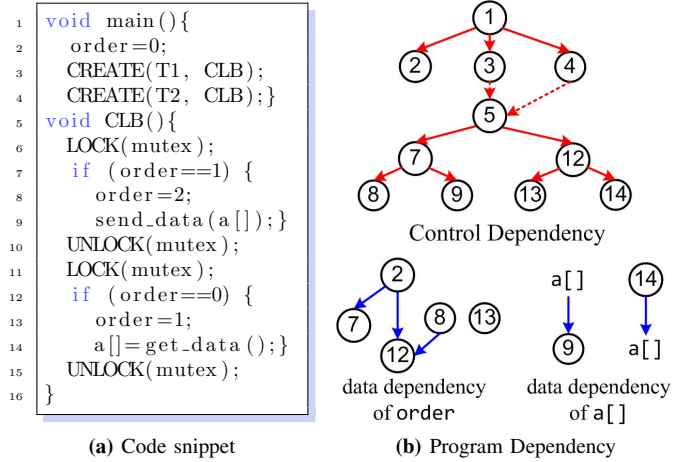 1 void main(){
2 order=0;
3 CREATE(T1, CLB);
4 CREATE(T2, CLB);}
5 void CLB(){
6 LOCK(mutex);
7 if (order==1) {
8 order=2;
9 send_data(a[]);}
10 UNLOCK(mutex);
11 LOCK(mutex);
12 if (order==0) {
13 order=1;
14 a[]=get_data();}
15 UNLOCK(mutex);
16 }
(a) Code snippet
1
2 3 4
5
7 12
8 9 13 14
Control Dependency
2 a[] 14
7 8 13
12 9 a[]
data dependency
of order
data dependency
of a[]
(b) Program Dependency